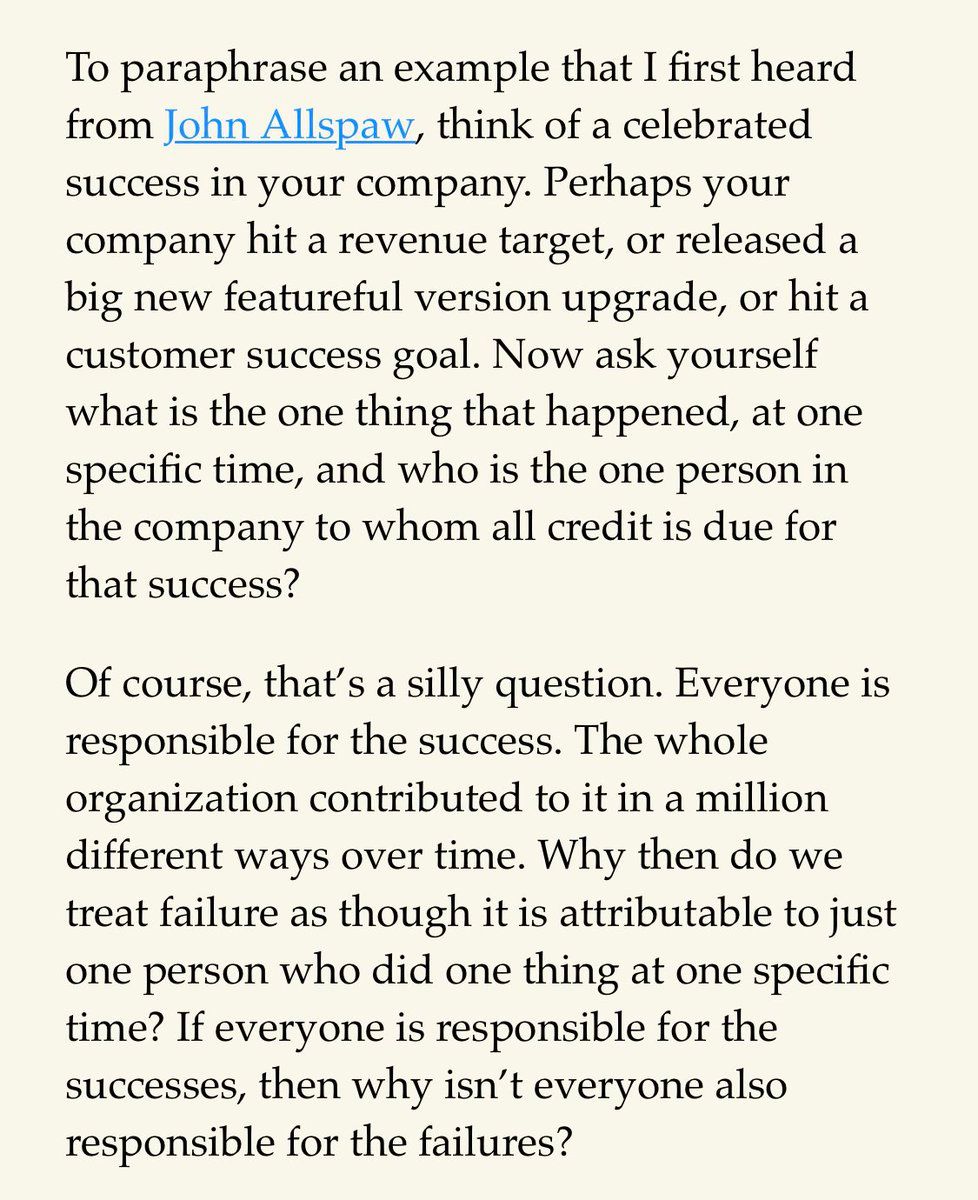 To paraphrase an example that I first heard
from John Allspaw, think of a celebrated
success in your company. Perhaps your
company hit a revenue target, or released a
big new featureful version upgrade, or hit a
customer success goal. Now ask yourself
what is the one thing that happened, at one
specific time, and who is the one person in
the company to whom all credit is due for
that success?
Of course, that’s a silly question. Everyone is
responsible for the success. The whole
organization contributed to it in a million
different ways over time. Why then do we
treat failure as though it is attributable to just
one person who did one thing at one specific
time? If everyone is responsible for the
successes, then why isn’t everyone also
responsible for the failures?